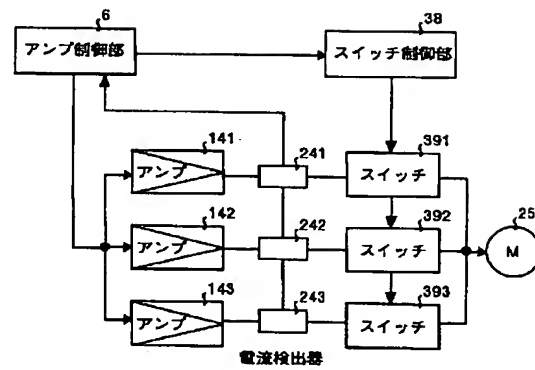 6
アンプ制御部
38
スイッチ制御部
141
アンプ
241
391
スイッチ
142
アンプ
242
392
スイッチ
25
M
143
アンプ
243
393
スイッチ
電流検出器